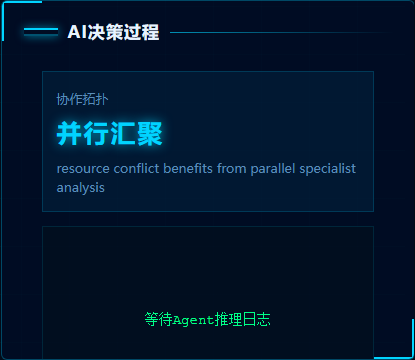 AI决策过程
协作拓扑
并行汇聚
resource conflict benefits from parallel specialist
analysis
等待Agent推理日志